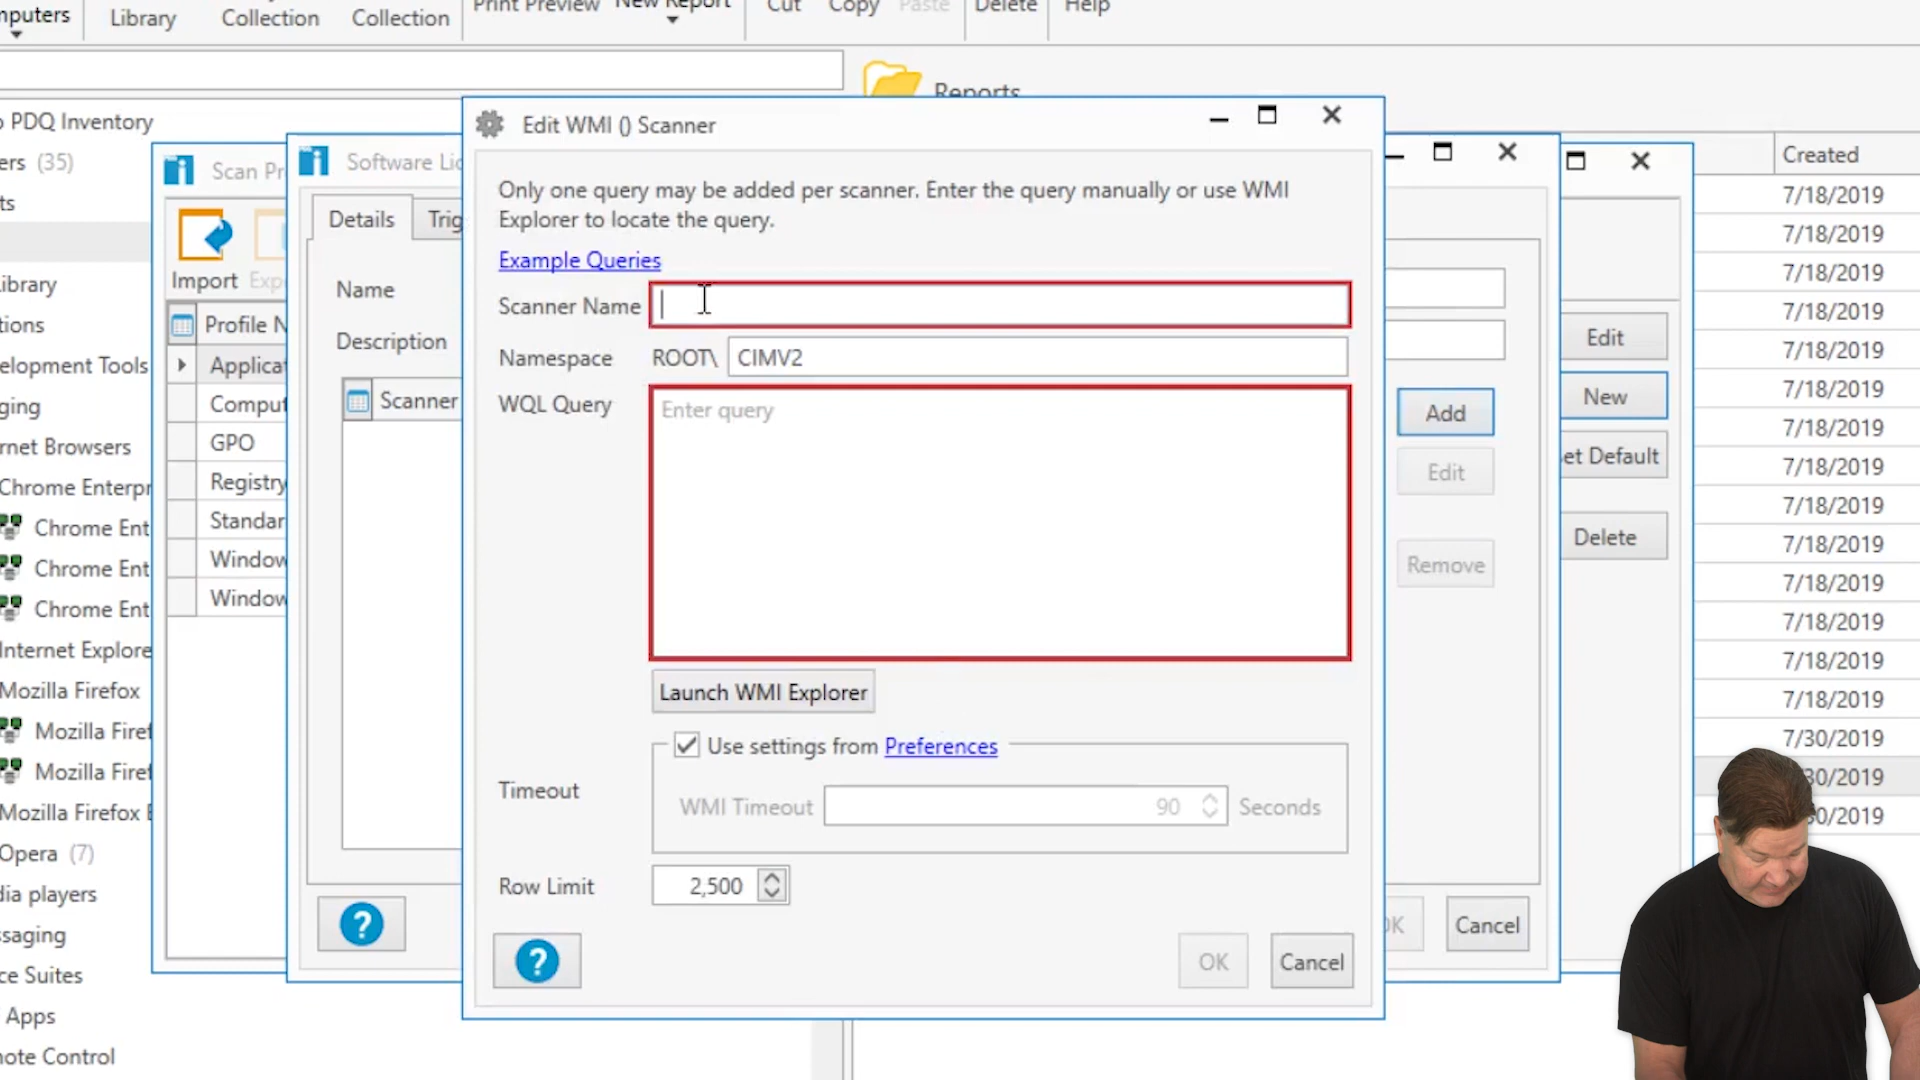 mputers
Library
Collection
Collection
Print Preview
New Report
Cut
Copy
Paste
Delete
Help
Reports
PDQ Inventory
ers (35)
ts
ibrary
tions
elopment Tools
ging
rnet Browsers
Chrome Enterpr
Chrome Ent
Chrome Ent
Chrome Ent
Internet Explore
Mozilla Firefox
Mozilla Firef
Mozilla Firef
Mozilla Firefox E
Opera (7)
dia players
ssaging
ce Suites
Apps
note Control
Scan Pr
Import
Exp
Profile N
Applicat
Comput
GPO
Registry
Standar
Window
Window
Software Lic
Details
Trig
Name
Description
Scanner
Edit WMI () Scanner
Only one query may be added per scanner. Enter the query manually or use WMI
Explorer to locate the query.
Example Queries
Scanner Name
Namespace ROOT\ CIMV2
WQL Query
Enter query
Launch WMI Explorer
Use settings from Preferences
Timeout
WMI Timeout 90 Seconds
Row Limit 2,500
?
OK
Cancel
?
Add
Edit
Remove
OK
Cancel
Edit
New
et Default
Delete
Created
7/18/2019
7/18/2019
7/18/2019
7/18/2019
7/18/2019
7/18/2019
7/18/2019
7/18/2019
7/18/2019
7/18/2019
7/18/2019
7/18/2019
7/18/2019
7/18/2019
7/30/2019
30/2019
0/2019